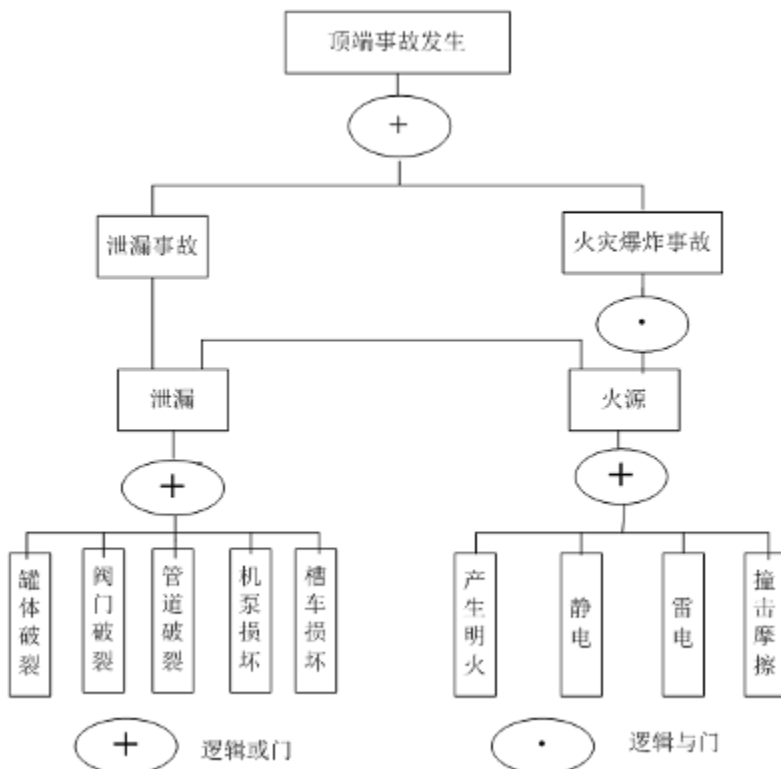 顶端事故发生
+
泄漏事故
火灾爆炸事故
·
泄漏
火源
+
+
罐体破裂
阀门破裂
管道破裂
机泵损坏
槽车损坏
产生明火
静电
雷电
撞击摩擦
+
逻辑或门
·
逻辑与门